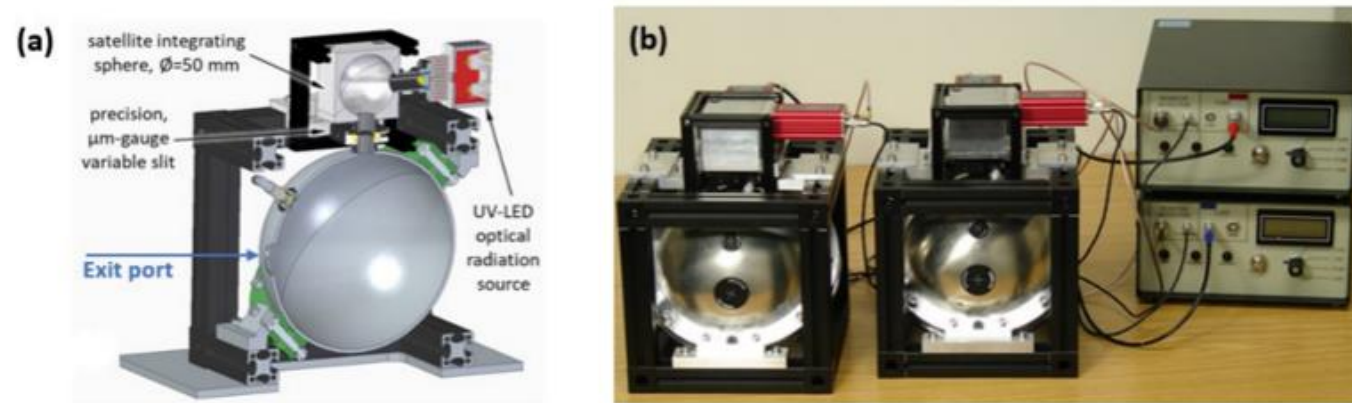 (a)
satellite integrating
sphere, Ø=50 mm
precision,
µm-gauge
variable slit
Exit port
UV-LED
optical
radiation
source
(b)